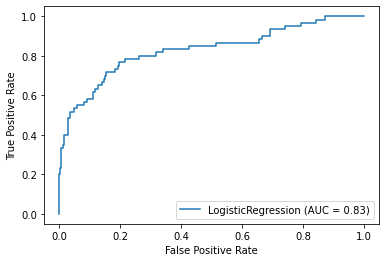 1.0
0.8
0.6
0.4
0.2
0.0
True Positive Rate
LogisticRegression (AUC = 0.83)
0.0 0.2 0.4 0.6 0.8 1.0
False Positive Rate